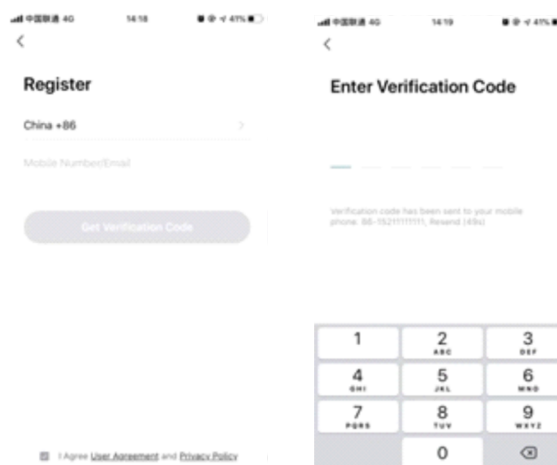 中国联通 4G 14:18 41%
Register
China +86
Mobile Number/Email
Get Verification Code
I Agree User Agreement and Privacy Policy
中国联通 4G 14:19 41%
Enter Verification Code
Verification code has been sent to your mobile
phone: 86-15211111111, Resend (49s)
1 2 3
ABC DEF
4 5 6
GHI JKL MNO
7 8 9
PQRS TUV WXYZ
0